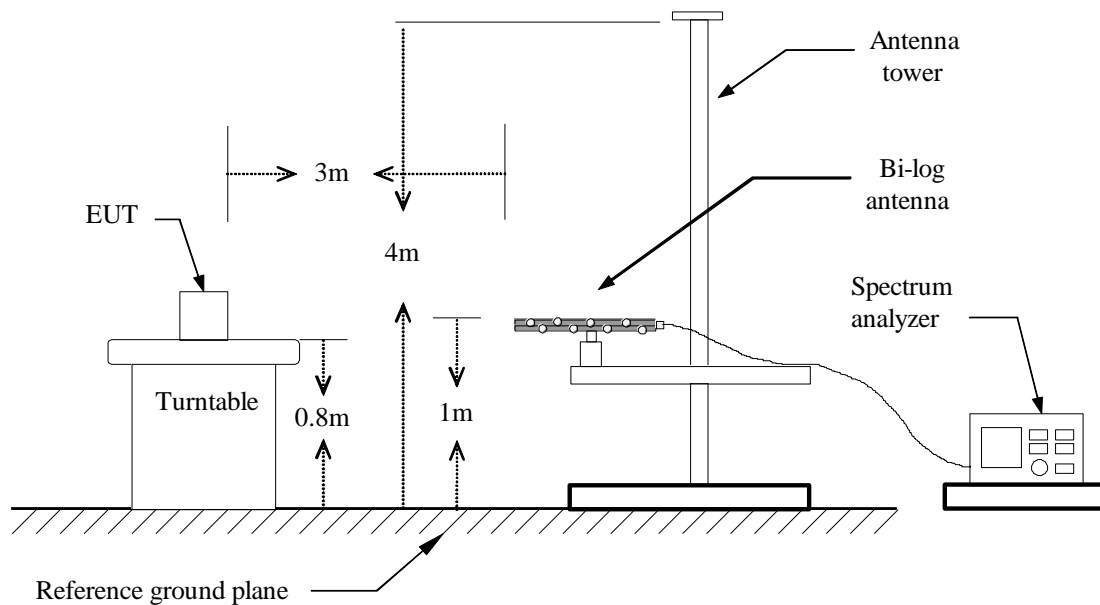 Antenna
tower
3m
Bi-log
antenna
EUT
4m
Spectrum
analyzer
Turntable
0.8m
1m
Reference ground plane